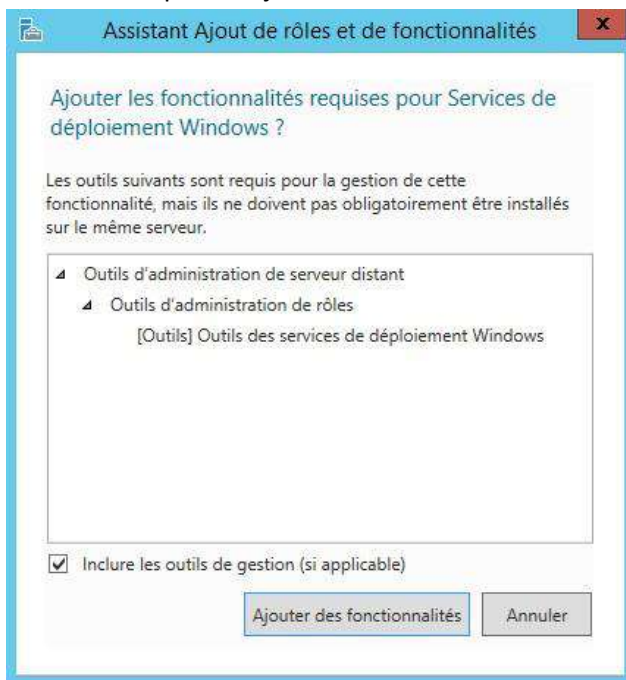 Assistant Ajout de rôles et de fonctionnalités
x
Ajouter les fonctionnalités requises pour Services de
déploiement Windows ?
Les outils suivants sont requis pour la gestion de cette
fonctionnalité, mais ils ne doivent pas obligatoirement être installés
sur le même serveur.
Outils d'administration de serveur distant
Outils d'administration de rôles
[Outils] Outils des services de déploiement Windows
Inclure les outils de gestion (si applicable)
Ajouter des fonctionnalités
Annuler